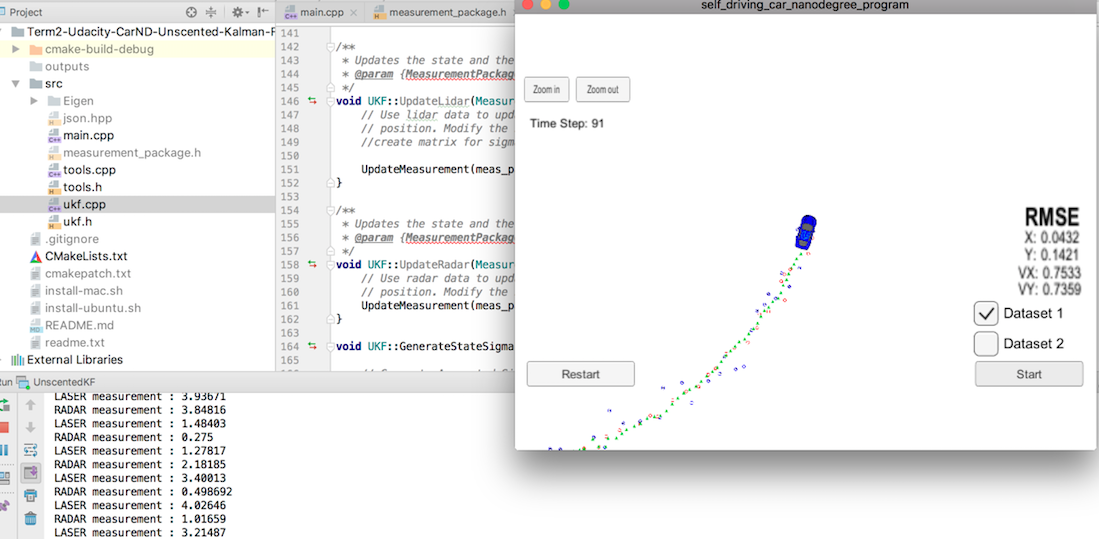 Project
main.cpp
measurement_package.h
Term2-Udacity-CarND-Unscented-Kalman-F
cmake-build-debug
outputs
src
Eigen
json.hpp
main.cpp
measurement_package.h
tools.cpp
tools.h
ukf.cpp
ukf.h
.gitignore
CMakeLists.txt
cmakepatch.txt
install-mac.sh
install-ubuntu.sh
README.md
readme.txt
External Libraries
141
142 /**
143 * Updates the state and the
144 * @param {MeasurementPackag
145 */
146 void UKF::UpdateLidar(Measur
147 // Use lidar data to upd
148 // position. Modify the
149 //create matrix for sigm
150
151 UpdateMeasurement(meas_p
152 }
153
154 /**
155 * Updates the state and the
156 * @param {MeasurementPackag
157 */
158 void UKF::UpdateRadar(Measur
159 // Use radar data to upd
160 // position. Modify the
161 UpdateMeasurement(meas_p
162 }
163
164 void UKF::GenerateStateSigma
165
self_driving_car_nanodegree_program
Zoom in
Zoom out
Time Step: 91
RMSE
X: 0.0432
Y: 0.1421
VX: 0.7533
VY: 0.7359
Dataset 1
Dataset 2
Restart
Start
Run UnscentedKF
LASER measurement : 3.93671
RADAR measurement : 3.84816
LASER measurement : 1.48403
RADAR measurement : 0.275
LASER measurement : 1.27817
RADAR measurement : 2.18185
LASER measurement : 3.40013
RADAR measurement : 0.498692
LASER measurement : 4.02646
RADAR measurement : 1.01659
LASER measurement : 3.21487